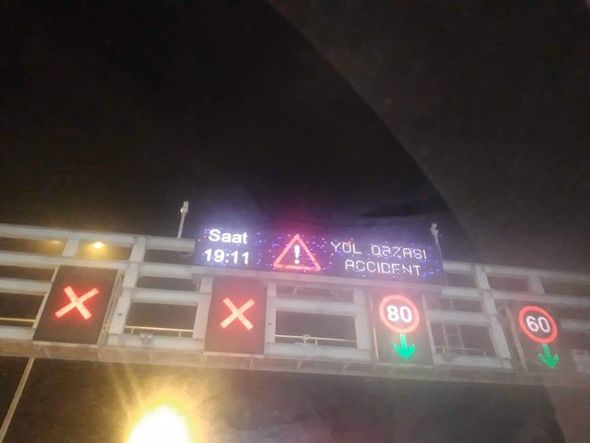 Saat
19:11
YOL QƏZASI
ACCIDENT
80
60